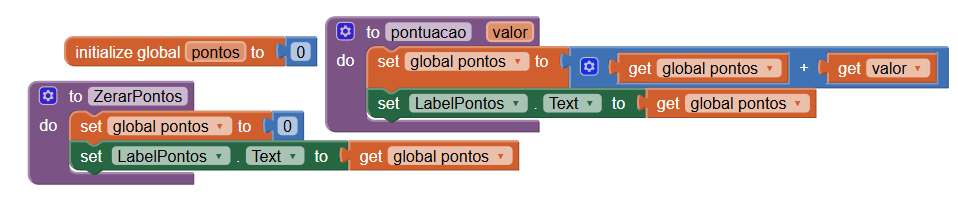 initialize global pontos to 0
to ZerarPontos
do set global pontos to 0
set LabelPontos . Text to get global pontos
to pontuacao valor
do set global pontos to get global pontos + get valor
set LabelPontos . Text to get global pontos